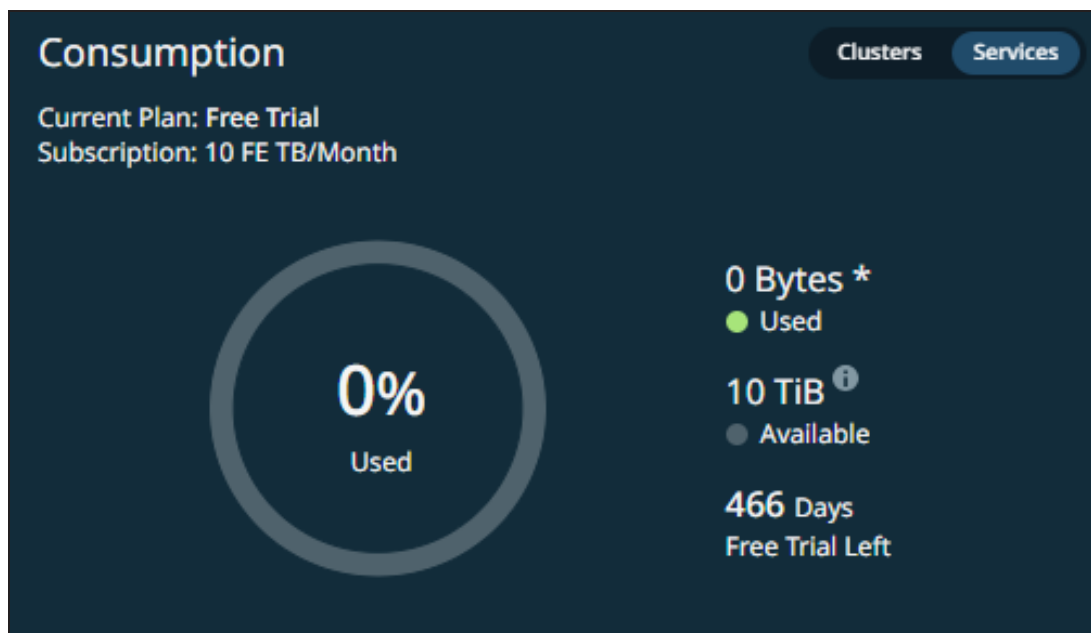 Consumption
Clusters
Services
Current Plan: Free Trial
Subscription: 10 FE TB/Month
0%
Used
0 Bytes *
Used
10 TiB
Available
466 Days
Free Trial Left